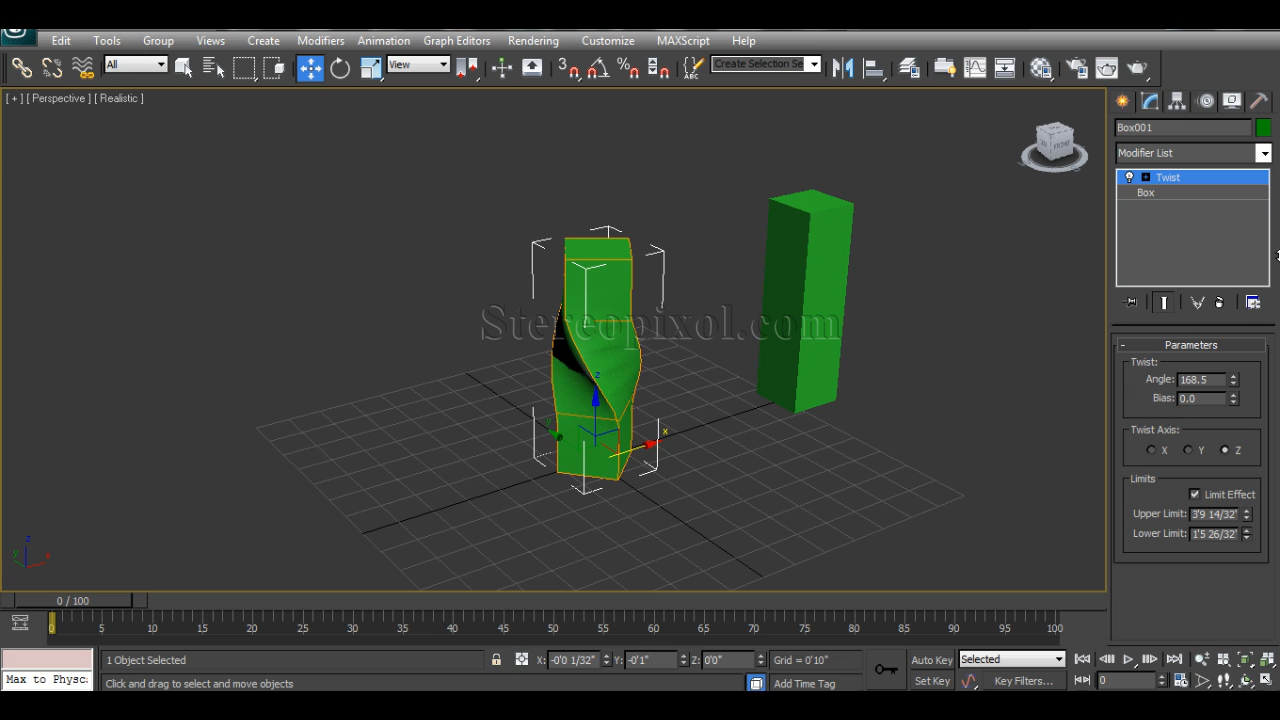 Edit Tools Group Views Create Modifiers Animation Graph Editors Rendering Customize MAXScript Help
All View 3 % ABC Create Selection Se
[ + ] [ Perspective ] [ Realistic ]
Box001
Modifier List
Twist
Box
Stereopixol.com
- Parameters
Twist:
Angle: 168.5
Bias: 0.0
Twist Axis:
X Y Z
Limits
Limit Effect
Upper Limit: 3'9 14/32"
Lower Limit: 1'5 26/32"
z
x
z
y x
0 / 100
0 5 10 15 20 25 30 35 40 45 50 55 60 65 70 75 80 85 90 95 100
1 Object Selected X: -0'0 1/32" Y: -0'1" Z: 0'0" Grid = 0'10" Auto Key Selected
Max to Physc: Click and drag to select and move objects Add Time Tag Set Key Key Filters... 0